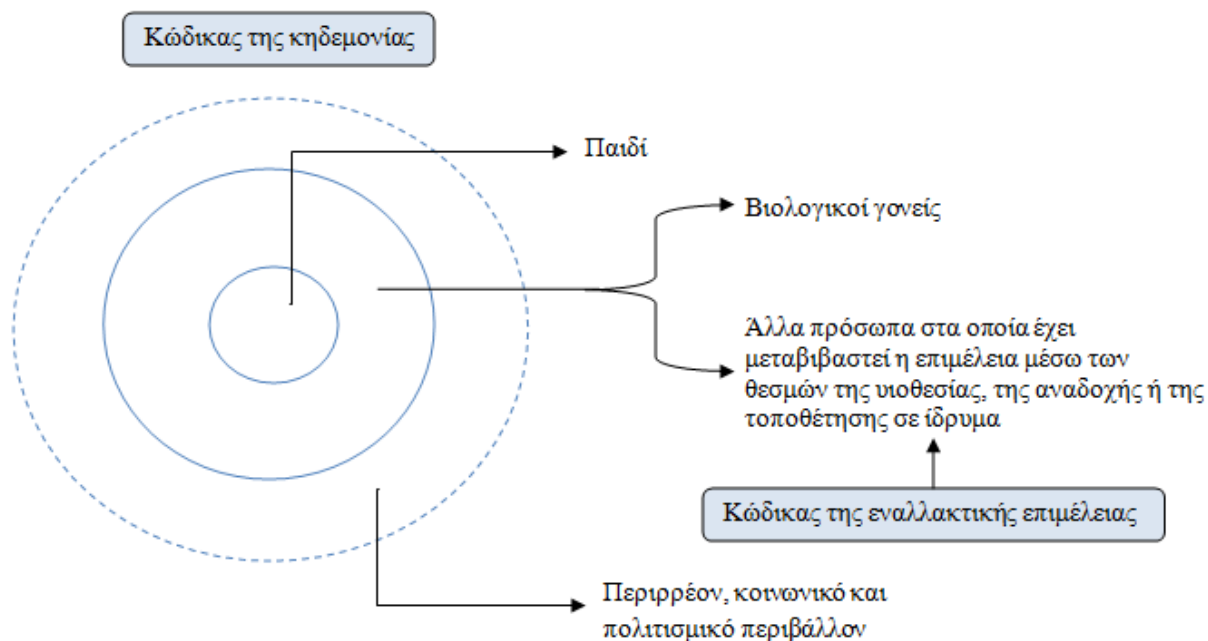 Κώδικας της κηδεμονίας
Παιδί
Βιολογικοί γονείς
Άλλα πρόσωπα στα οποία έχει
μεταβιβαστεί η επιμέλεια μέσω των
θεσμών της υιοθεσίας, της αναδοχής ή της
τοποθέτησης σε ίδρυμα
Κώδικας της εναλλακτικής επιμέλειας
Περιρρέον, κοινωνικό και
πολιτισμικό περιβάλλον